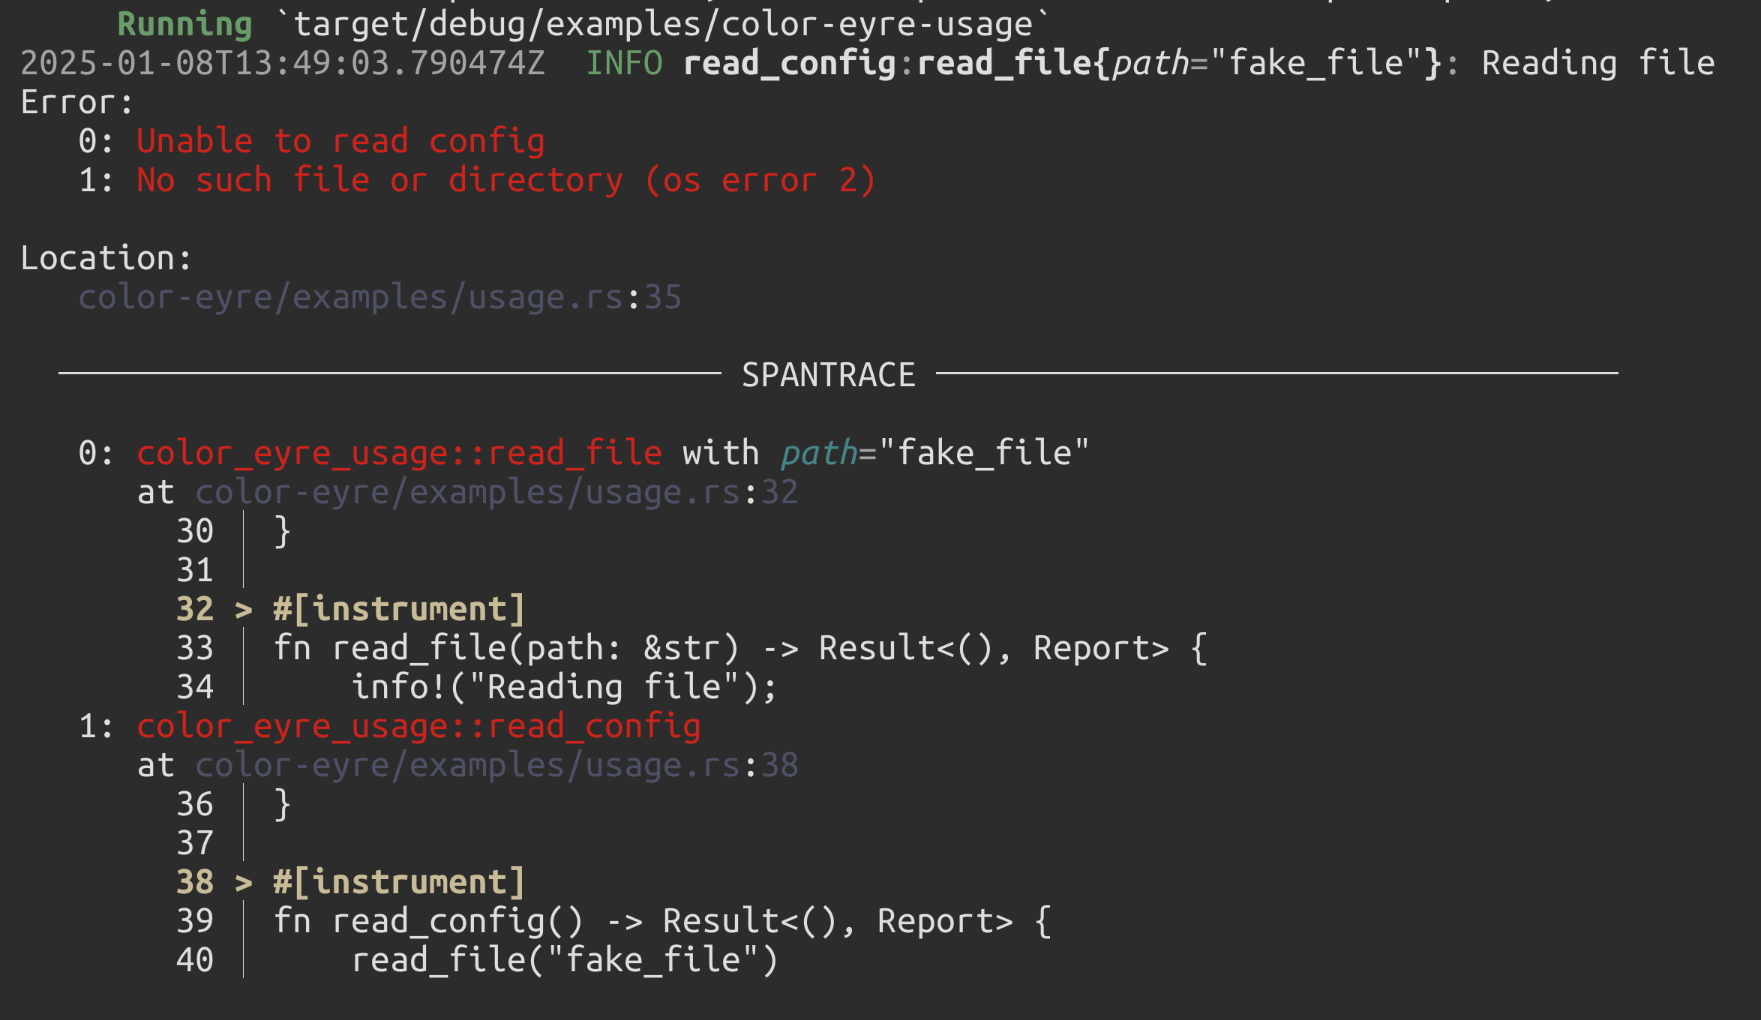 Running `target/debug/examples/color-eyre-usage`
2025-01-08T13:49:03.790474Z  INFO read_config:read_file{path="fake_file"}: Reading file
Error:
   0: Unable to read config
   1: No such file or directory (os error 2)
Location:
   color-eyre/examples/usage.rs:35
SPANTRACE
   0: color_eyre_usage::read_file with path="fake_file"
      at color-eyre/examples/usage.rs:32
        30 │ }
        31 │
        32 > #[instrument]
        33 │ fn read_file(path: &str) -> Result<(), Report> {
        34 │     info!("Reading file");
   1: color_eyre_usage::read_config
      at color-eyre/examples/usage.rs:38
        36 │ }
        37 │
        38 > #[instrument]
        39 │ fn read_config() -> Result<(), Report> {
        40 │     read_file("fake_file")